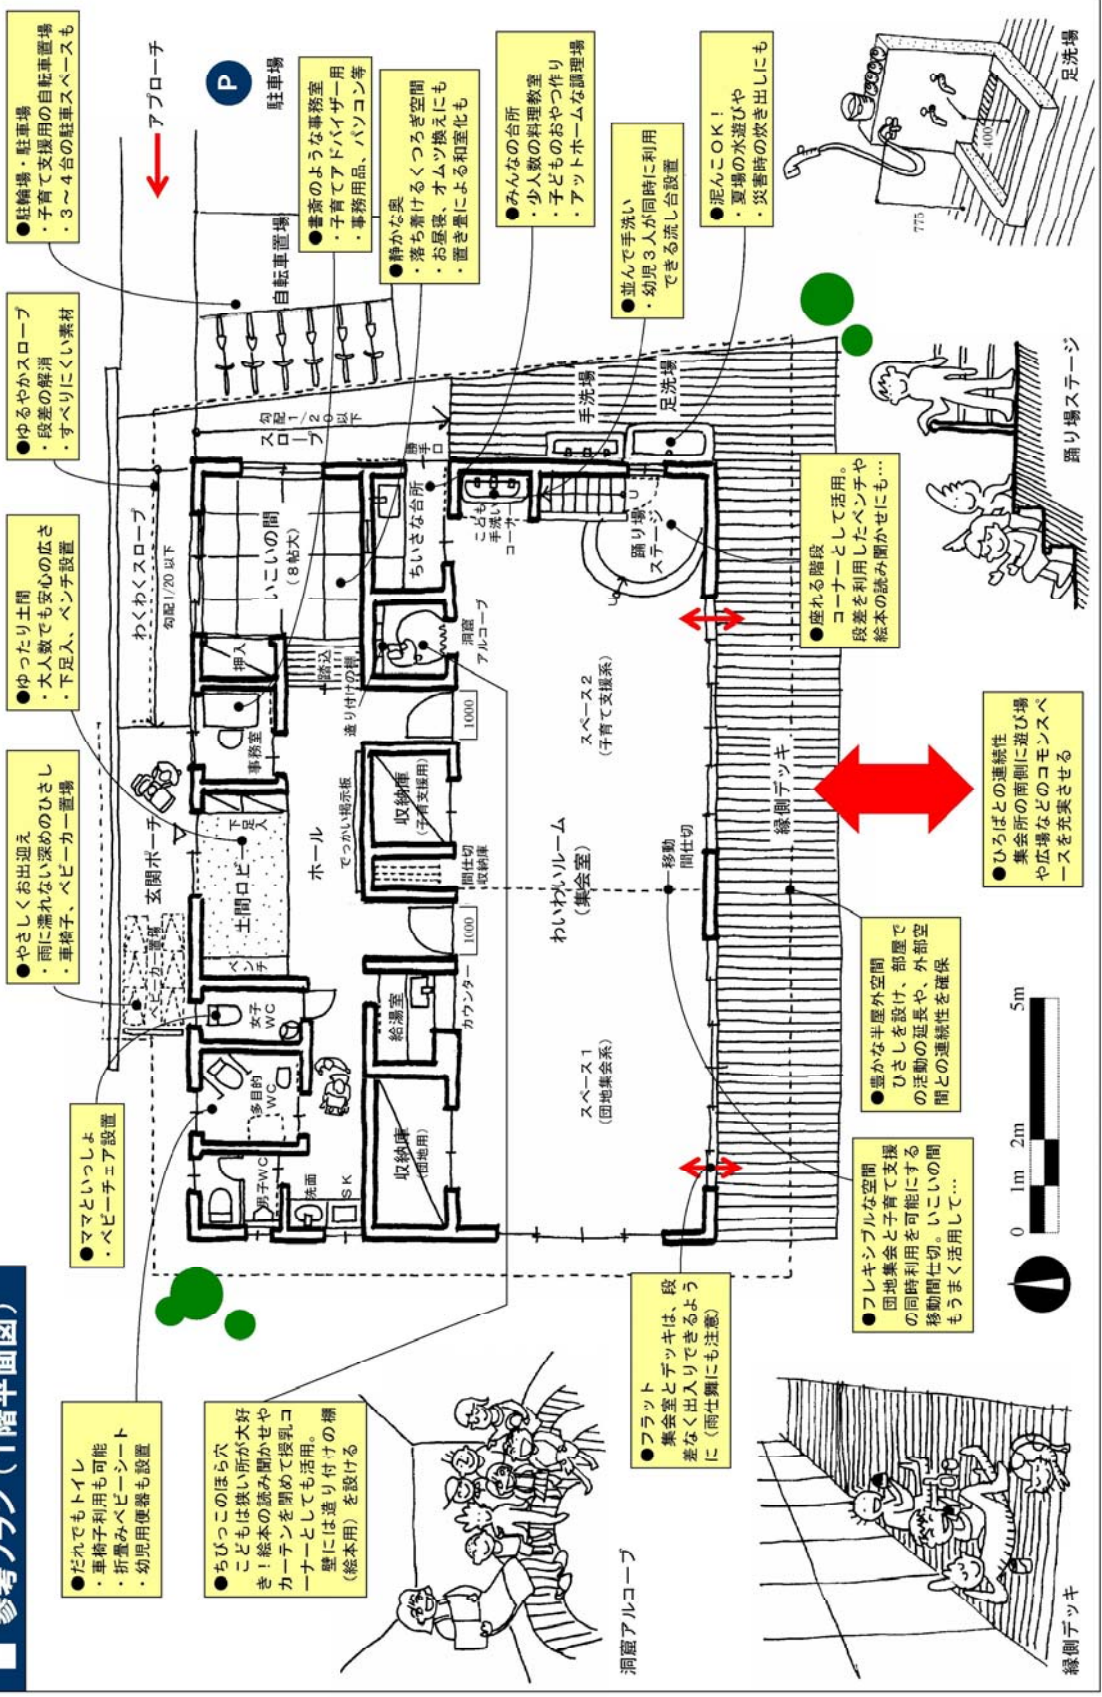 ■ 参考プラン（1階平面図）
●だれでもトイレ
・車椅子利用も可能
・折畳みベビーシート
・幼児用便器も設置
●ママといっしょ
・ベビーチェア設置
●やさしくお出迎え
・雨に濡れない深めのひさし
・車椅子、ベビーカー置場
●ゆったり土間
・大人数でも安心の広さ
・下足入、ベンチ設置
●ゆるやかスロープ
・段差の解消
・すべりにくい素材
●駐輪場・駐車場
・子育て支援用の自転車置場
・3～4台の駐車スペースも
アプローチ
P
駐車場
自転車置場
●書斎のような事務室
・子育てアドバイザー用
・事務用品、パソコン等
●静かな奥
・落ち着けるくつろぎ空間
・お昼寝、オムツ換えにも
・置き畳による和室化も
●みんなの台所
・少人数の料理教室
・子どものおやつ作り
・アットホームな調理場
●並んで手洗い
・幼児3人が同時に利用
できる流し台設置
●泥んこOK！
・夏場の水遊びや
・災害時の炊き出しにも
ベビーカー置場
玄関ポーチ
わくわくスロープ
勾配1/20 以下
スロープ
勾配1/20以下
男子WC
多目的
WC
女子
WC
ベンチ
土間ロビー
下足入
事務室
押入
いこいの間
（8帖大）
洗面
SK
ホール
でっかい掲示板
踏込
造り付けの棚
勝手口
ちいさな台所
収納庫
（団地用）
給湯室
カウンター
1000
間仕切
収納庫
収納庫
（子育支援用）
1000
洞窟
アルコーブ
こども
手洗い
コーナー
手洗場
足洗場
踊り場
ステージ
U
Up
わいわいルーム
（集会室）
スペース1
（団地集会系）
スペース2
（子育て支援系）
移動
間仕切
縁側デッキ
●ちびっこのほら穴
こどもは狭い所が大好
き！絵本の読み聞かせや
カーテンを閉めて授乳コ
ーナーとしても活用。
壁には造り付けの棚
（絵本用）を設ける
●フラット
集会室とデッキは、段
差なく出入りできるよう
に（雨仕舞にも注意）
●フレキシブルな空間
団地集会と子育て支援
の同時利用を可能にする
移動間仕切。いこいの間
もうまく活用して…
●豊かな半屋外空間
ひさしを設け、部屋で
の活動の延長や、外部空
間との連続性を確保
●ひろばとの連続性
集会所の南側に遊び場
や広場などのコモンスペ
ースを充実させる
●座れる階段
コーナーとして活用。
段差を利用したベンチや
絵本の読み聞かせにも…
洞窟アルコーブ
縁側デッキ
0 1m 2m 5m
踊り場ステージ
775
400
足洗場